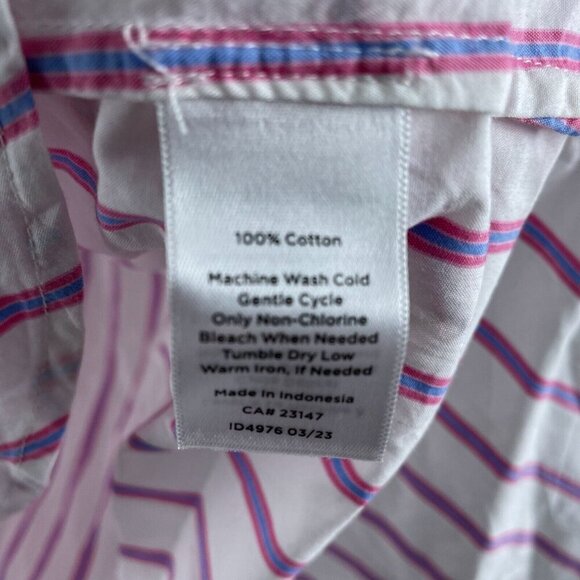 100% Cotton
Machine Wash Cold
Gentle Cycle
Only Non-Chlorine
Bleach When Needed
Tumble Dry Low
Warm Iron, If Needed
Made In Indonesia
CA# 23147
ID4976 03/23